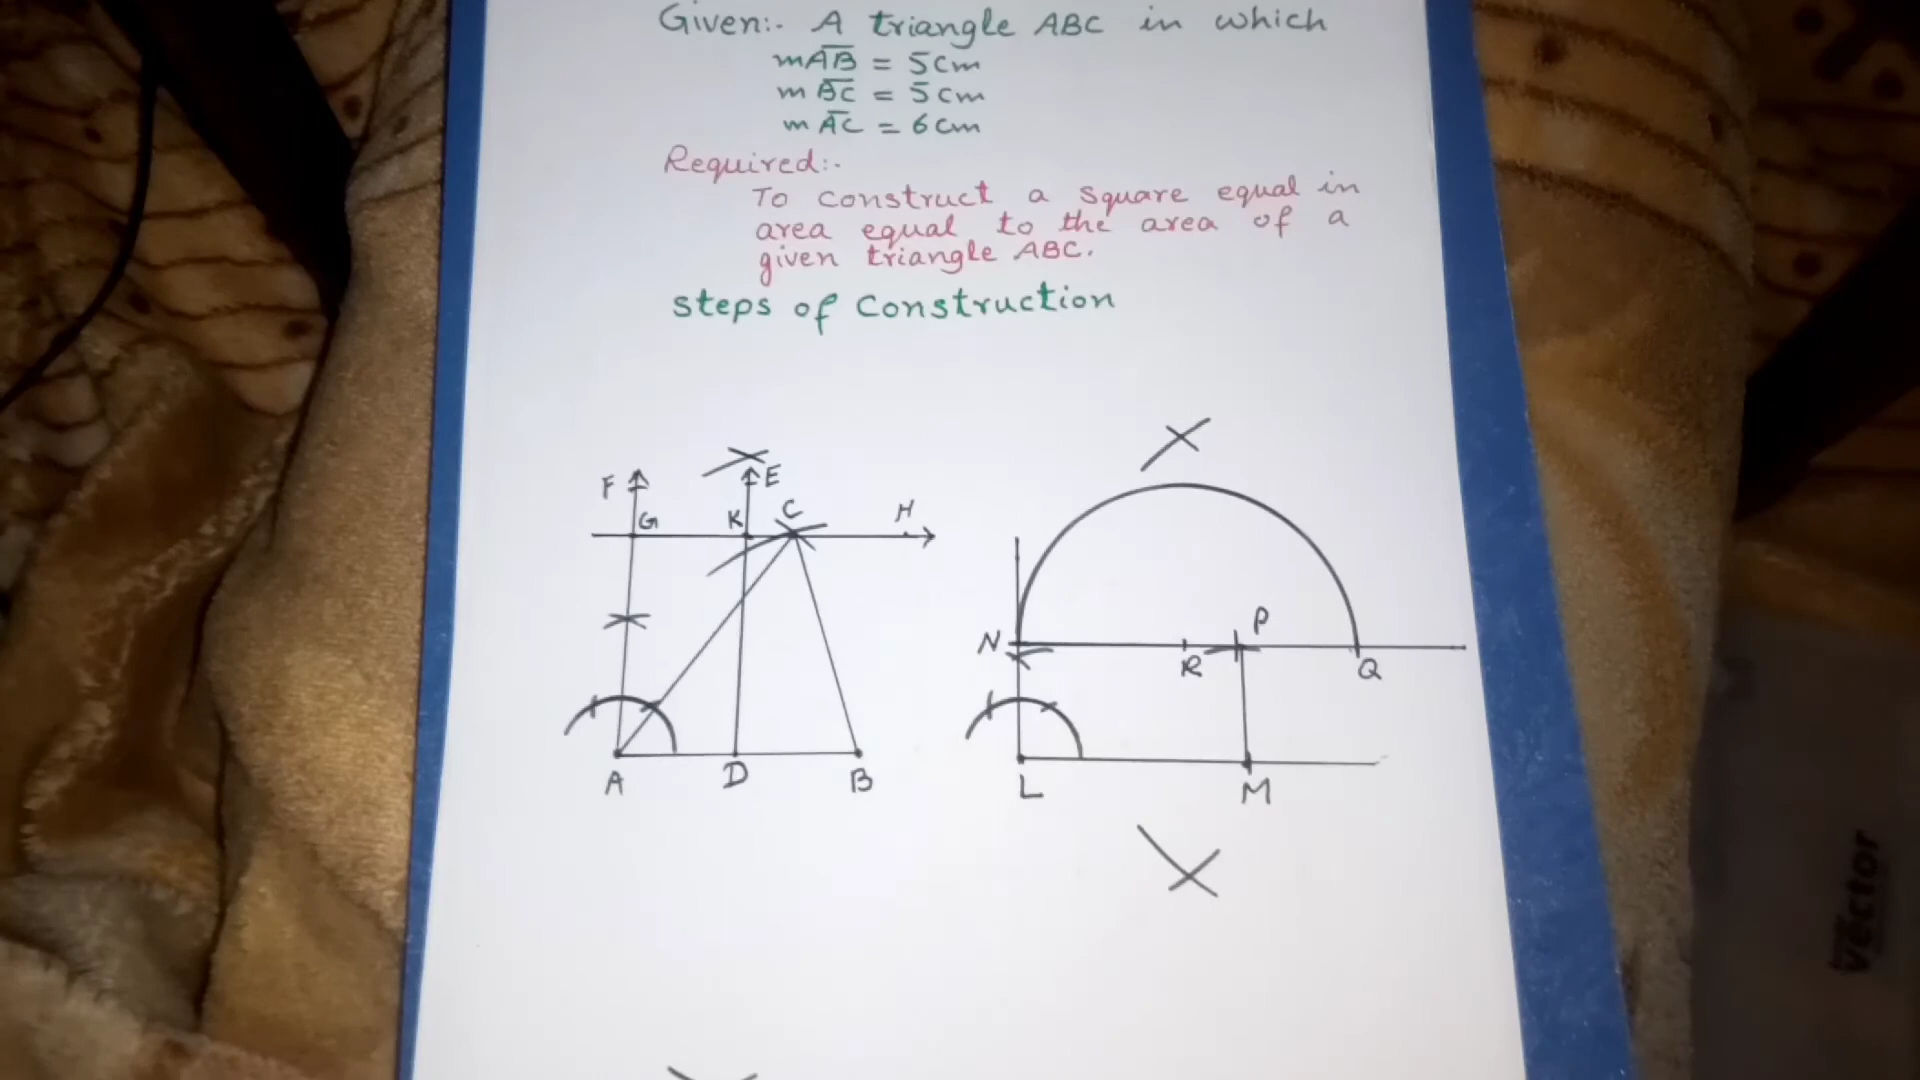 Given:- A triangle ABC in which
mAB = 5cm
mBC = 5cm
mAC = 6cm
Required:-
To construct a square equal in
area equal to the area of a
given triangle ABC.
steps of Construction
F E
G K C H
A D B
N R P Q
L M
Vector